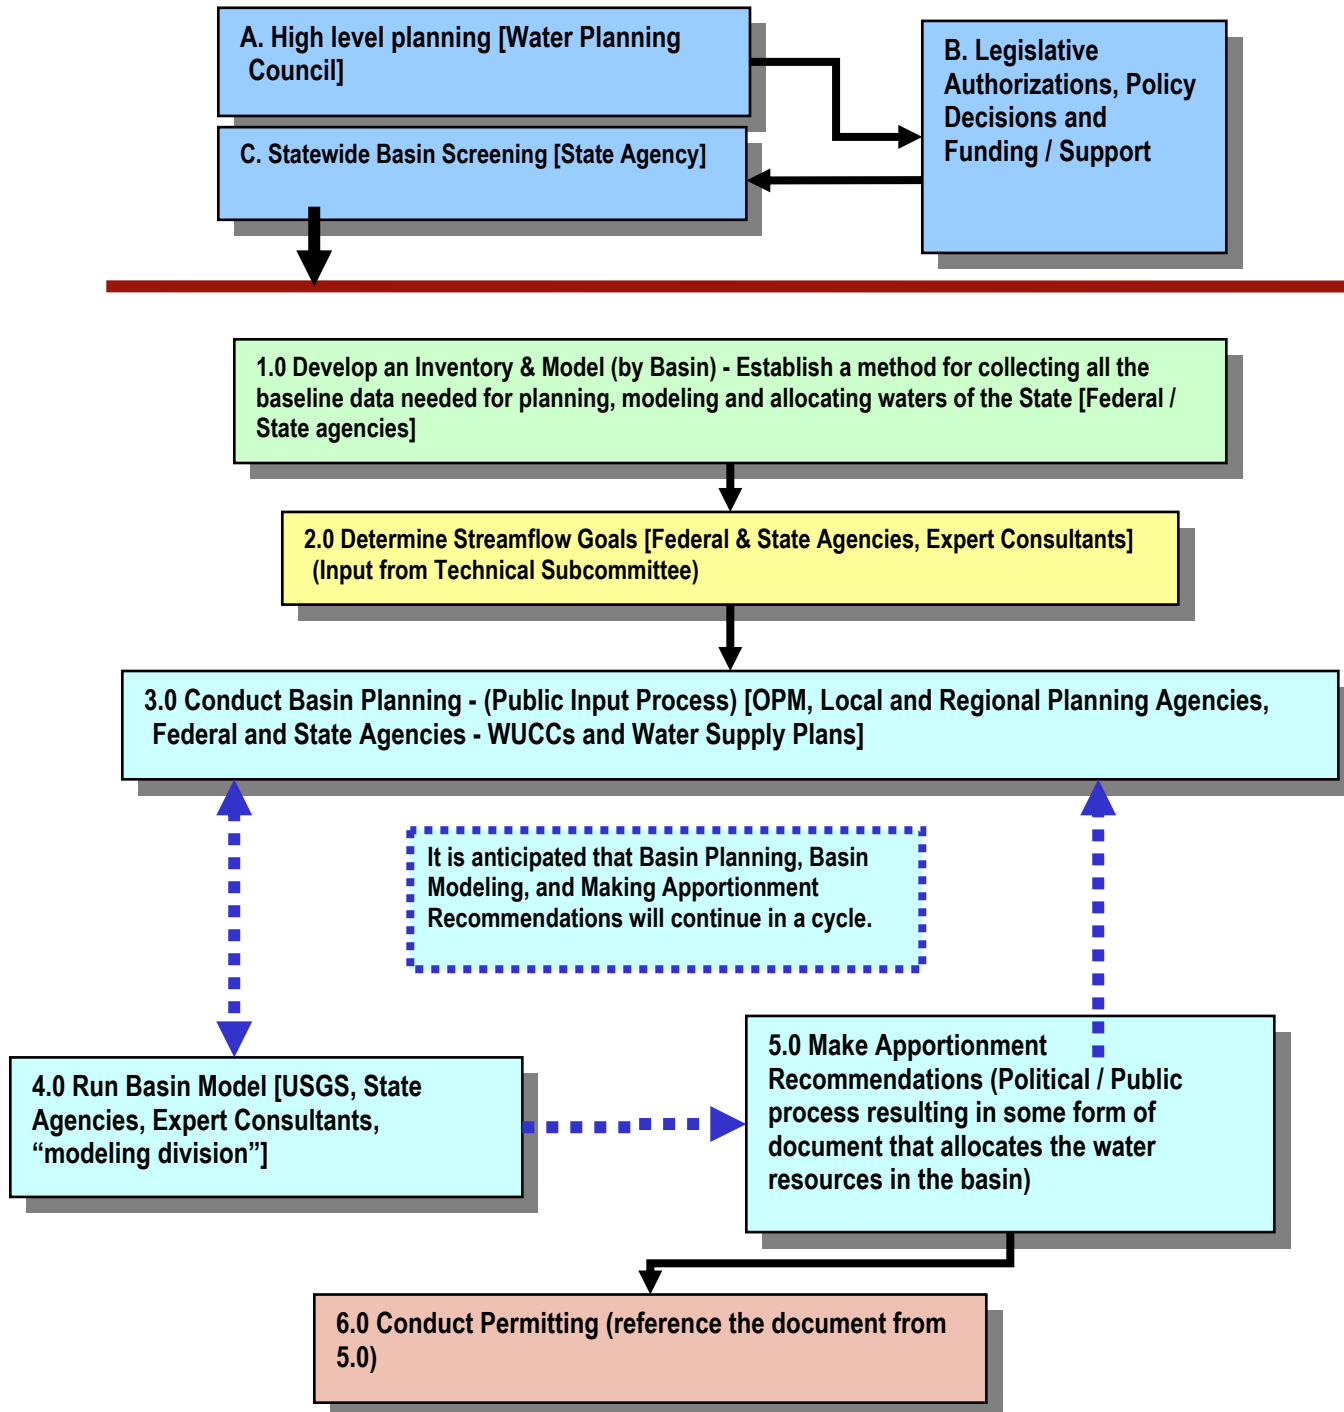 A. High level planning [Water Planning
Council]
B. Legislative
Authorizations, Policy
Decisions and
Funding / Support
C. Statewide Basin Screening [State Agency]
1.0 Develop an Inventory & Model (by Basin) - Establish a method for collecting all the
baseline data needed for planning, modeling and allocating waters of the State [Federal /
State agencies]
2.0 Determine Streamflow Goals [Federal & State Agencies, Expert Consultants]
(Input from Technical Subcommittee)
3.0 Conduct Basin Planning - (Public Input Process) [OPM, Local and Regional Planning Agencies,
Federal and State Agencies - WUCCs and Water Supply Plans]
It is anticipated that Basin Planning, Basin
Modeling, and Making Apportionment
Recommendations will continue in a cycle.
4.0 Run Basin Model [USGS, State
Agencies, Expert Consultants,
“modeling division”]
5.0 Make Apportionment
Recommendations (Political / Public
process resulting in some form of
document that allocates the water
resources in the basin)
6.0 Conduct Permitting (reference the document from
5.0)